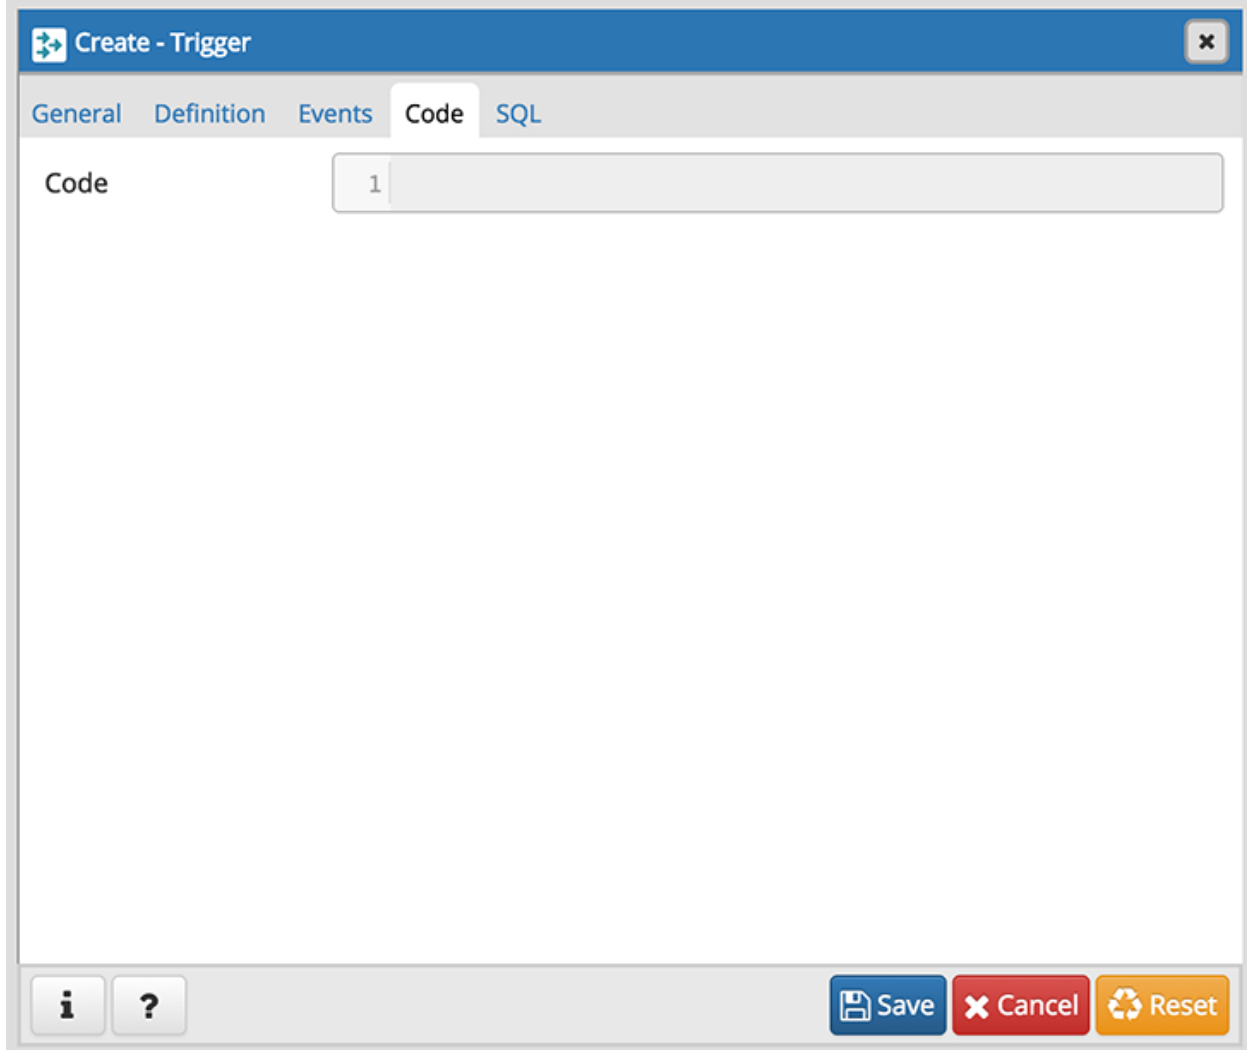 Create - Trigger
General Definition Events Code SQL
Code 1
i ? Save Cancel Reset